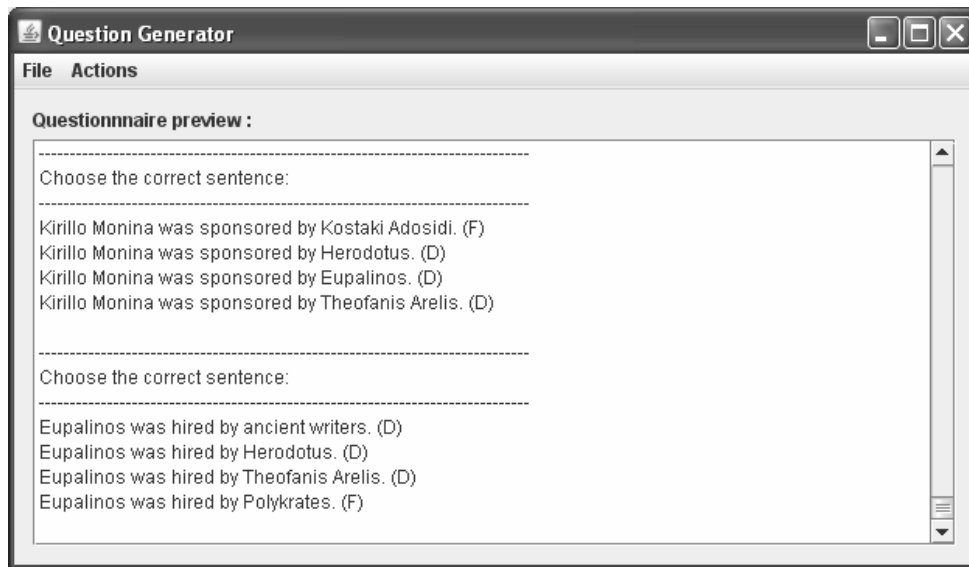 Question Generator
File Actions
Questionnnaire preview :
--------------------------------------------------------------------------------
Choose the correct sentence:
--------------------------------------------------------------------------------
Kirillo Monina was sponsored by Kostaki Adosidi. (F)
Kirillo Monina was sponsored by Herodotus. (D)
Kirillo Monina was sponsored by Eupalinos. (D)
Kirillo Monina was sponsored by Theofanis Arelis. (D)
--------------------------------------------------------------------------------
Choose the correct sentence:
--------------------------------------------------------------------------------
Eupalinos was hired by ancient writers. (D)
Eupalinos was hired by Herodotus. (D)
Eupalinos was hired by Theofanis Arelis. (D)
Eupalinos was hired by Polykrates. (F)